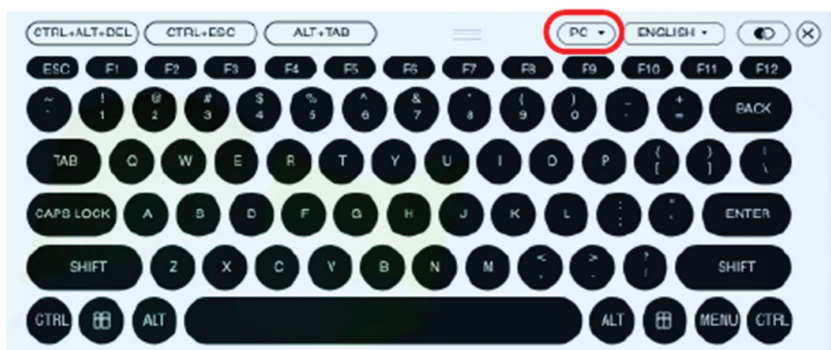 CTRL+ALT+DEL CTRL+ESC ALT+TAB PC ENGLISH
ESC F1 F2 F3 F4 F5 F6 F7 F8 F9 F10 F11 F12
~ ` ! 1 @ 2 # 3 $ 4 % 5 ^ 6 & 7 * 8 ( 9 ) 0 _ - + = BACK
TAB Q W E R T Y U I O P { [ } ] | \
CAPS LOCK A S D F G H J K L : ; " ' ENTER
SHIFT Z X C V B N M < , > . ? / SHIFT
CTRL ALT ALT MENU CTRL